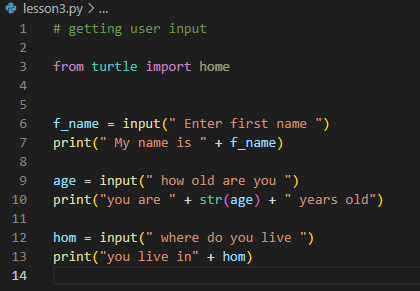 lesson3.py > ...
1 # getting user input
2
3 from turtle import home
4
5
6 f_name = input(" Enter first name ")
7 print(" My name is " + f_name)
8
9 age = input(" how old are you ")
10 print("you are " + str(age) + " years old")
11
12 hom = input(" where do you live ")
13 print("you live in" + hom)
14